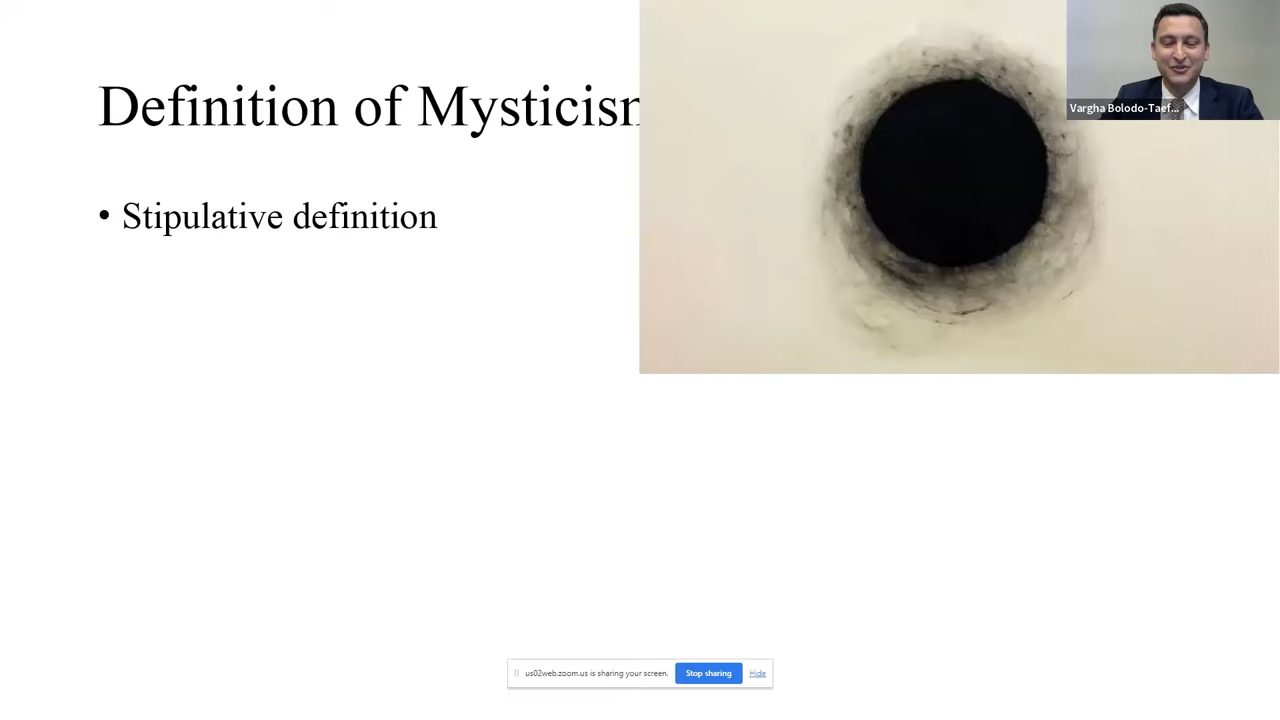 Definition of Mysticism
• Stipulative definition
Vargha Bolodo-Taef...
us02web.zoom.us is sharing your screen.
Stop sharing
Hide